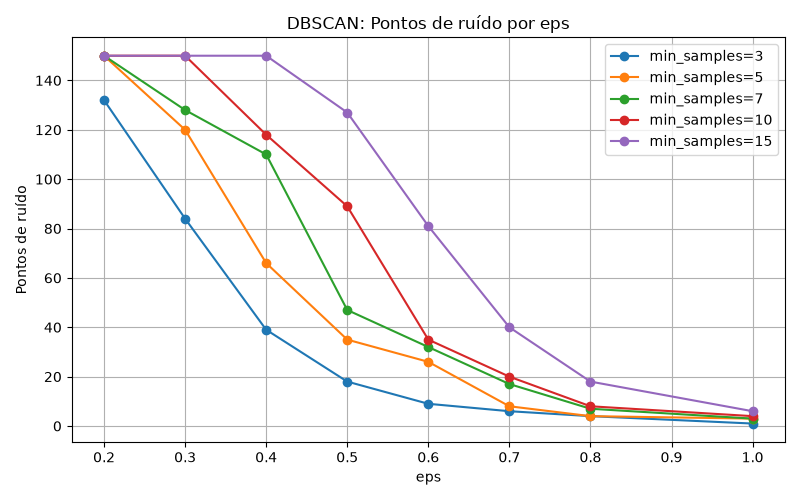 DBSCAN: Pontos de ruído por eps
min_samples=3
min_samples=5
min_samples=7
min_samples=10
min_samples=15
Pontos de ruído
140
120
100
80
60
40
20
0
0.2 0.3 0.4 0.5 0.6 0.7 0.8 0.9 1.0
eps